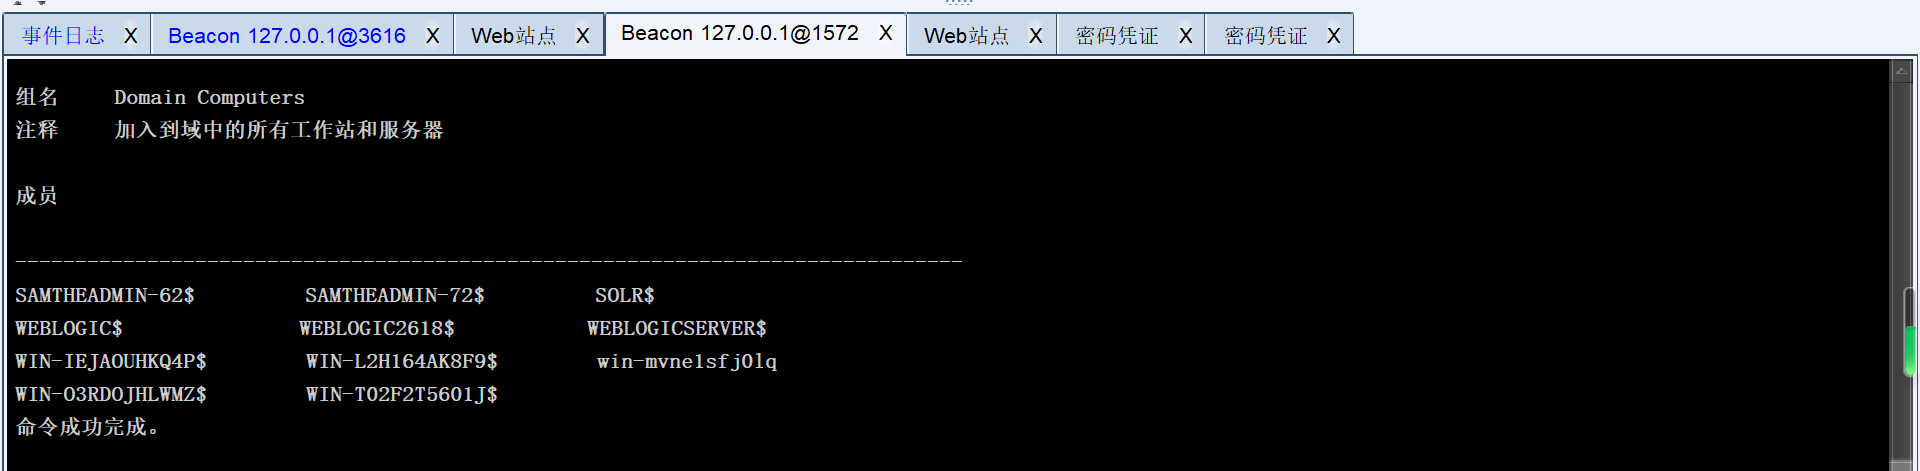 事件日志 X Beacon 127.0.0.1@3616 X Web站点 X Beacon 127.0.0.1@1572 X Web站点 X 密码凭证 X 密码凭证 X
组名 Domain Computers
注释 加入到域中的所有工作站和服务器
成员
-------------------------------------------------------------------------------
SAMTHEADMIN-62$ SAMTHEADMIN-72$ SOLR$
WEBLOGIC$ WEBLOGIC2618$ WEBLOGICSERVER$
WIN-IEJAOUHKQ4P$ WIN-L2H164AK8F9$ win-mvne1sfj0lq
WIN-O3RDOJHLWMZ$ WIN-T02F2T5601J$
命令成功完成。